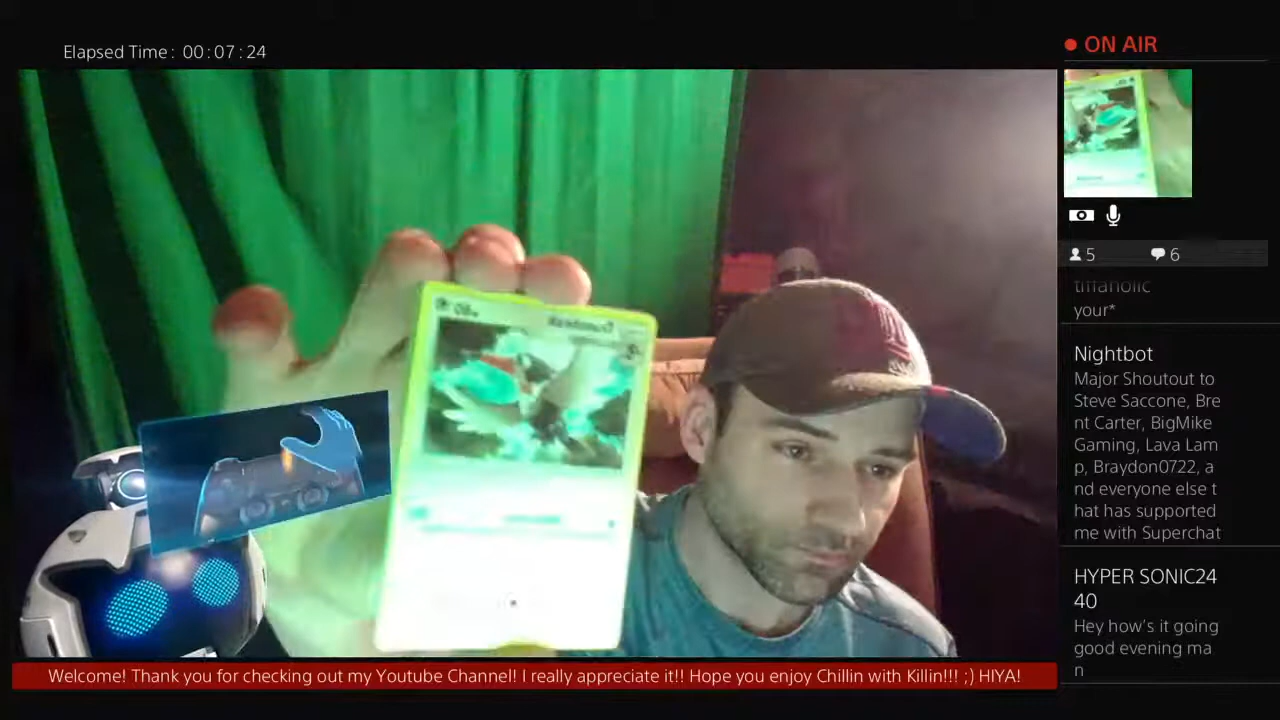 Elapsed Time: 00:07:24
ON AIR
5
6
tiffaholic
your*
Nightbot
Major Shoutout to
Steve Saccone, Bre
nt Carter, BigMike
Gaming, Lava Lam
p, Braydon0722, a
nd everyone else t
hat has supported
me with Superchat
HYPER SONIC24
40
Hey how's it going
good evening ma
n
Welcome! Thank you for checking out my Youtube Channel! I really appreciate it!! Hope you enjoy Chillin with Killin!!! ;) HIYA!